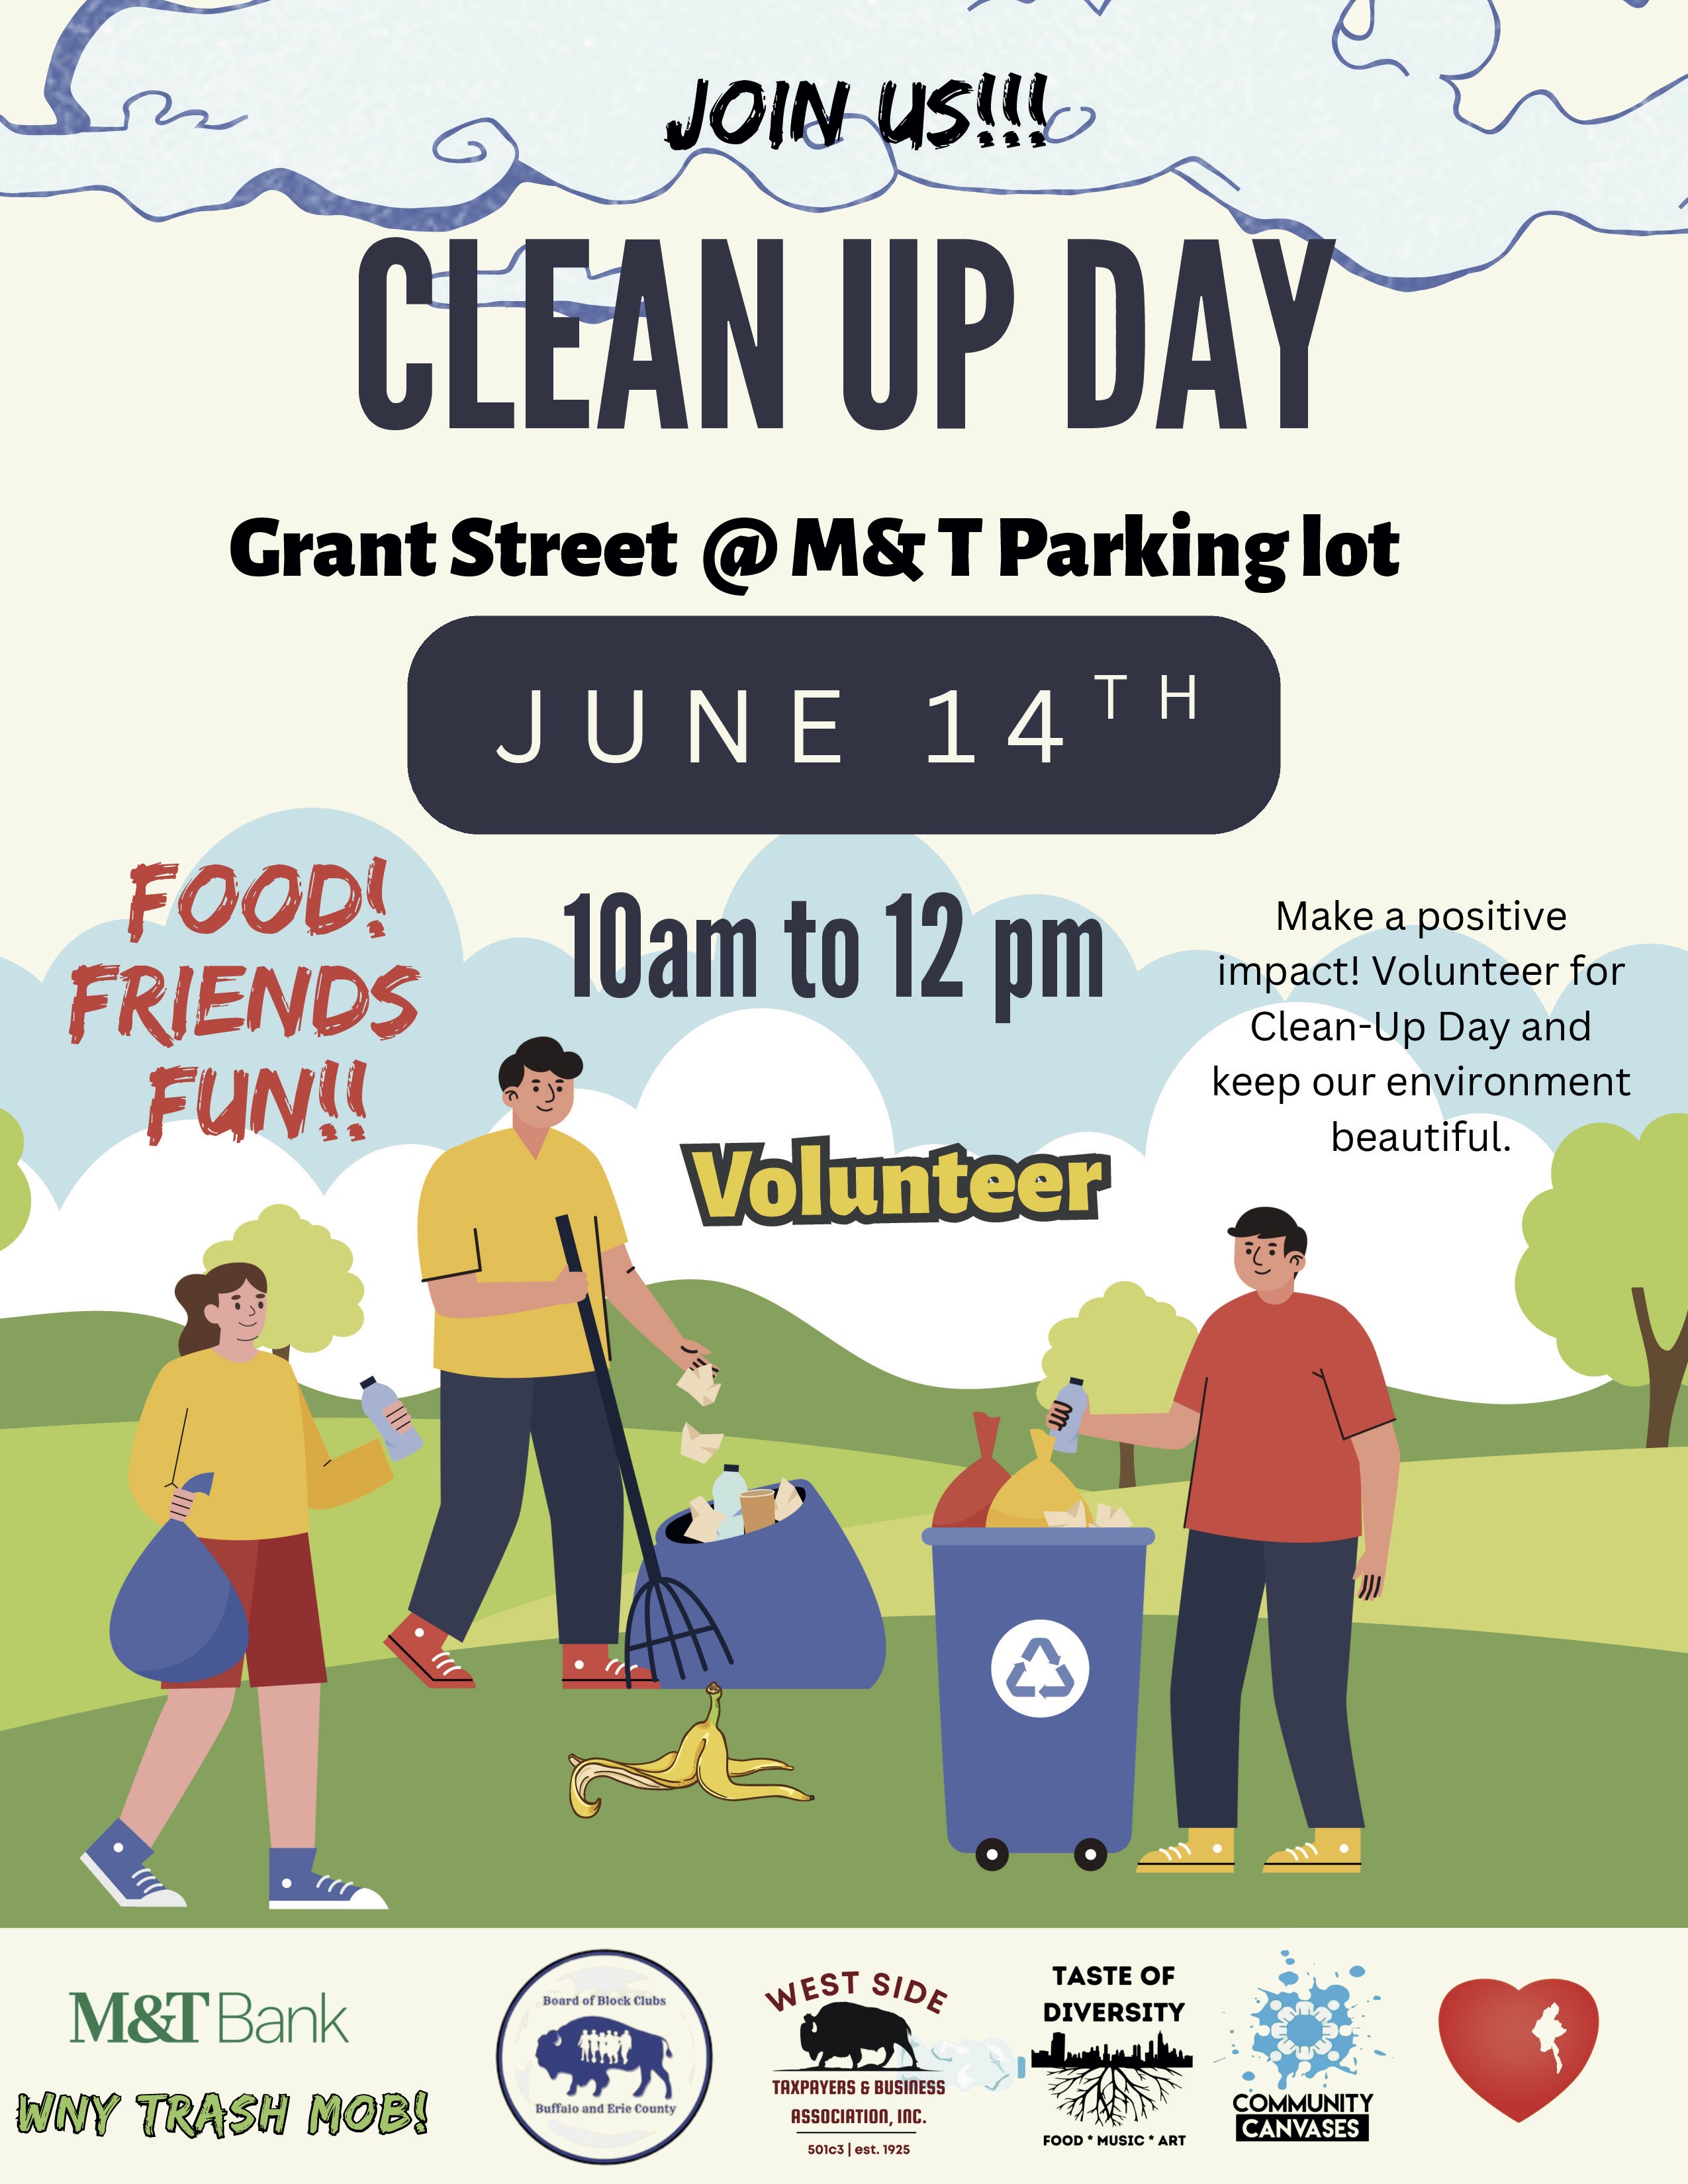 JOIN US!!!
CLEAN UP DAY
Grant Street @ M&T Parking lot
JUNE 14TH
FOOD!
FRIENDS
FUN!!
10am to 12 pm
Make a positive
impact! Volunteer for
Clean-Up Day and
keep our environment
beautiful.
Volunteer
M&T Bank
WNY TRASH MOB!
Board of Block Clubs
Buffalo and Erie County
WEST SIDE
TAXPAYERS & BUSINESS
ASSOCIATION, INC.
501c3 | est. 1925
TASTE OF
DIVERSITY
FOOD * MUSIC * ART
COMMUNITY
CANVASES